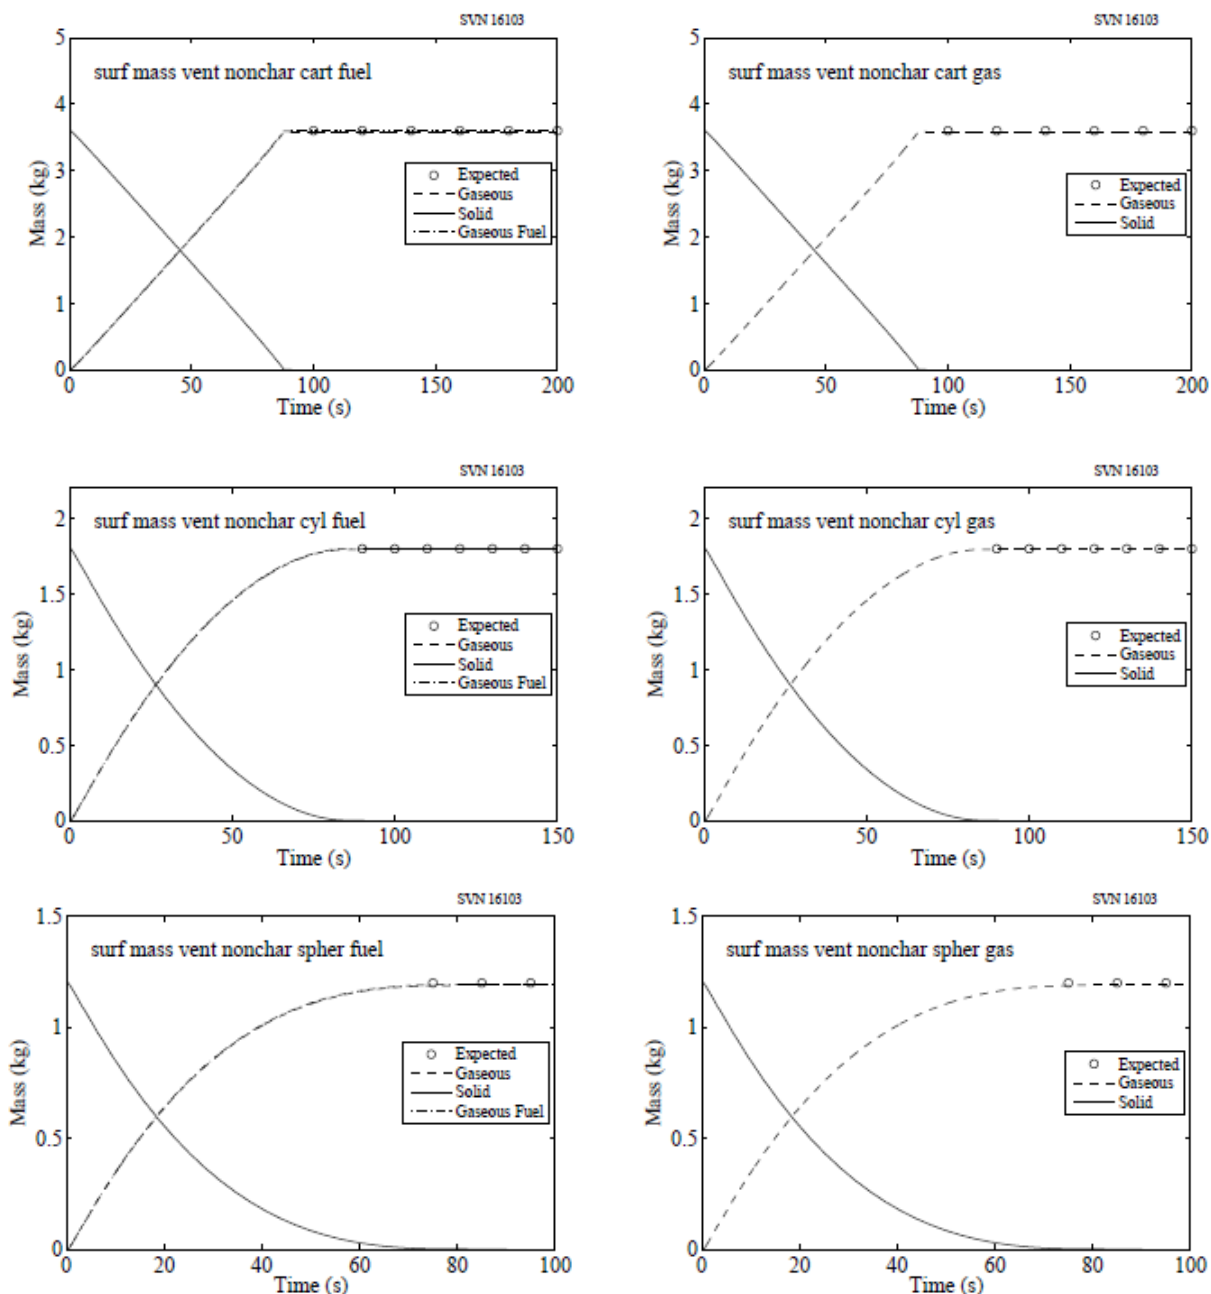 SVN 16103
surf mass vent nonchar cart fuel
5
4
3
2
1
0
Mass (kg)
Expected
Gaseous
Solid
Gaseous Fuel
0 50 100 150 200
Time (s)
SVN 16103
surf mass vent nonchar cart gas
5
4
3
2
1
0
Mass (kg)
Expected
Gaseous
Solid
0 50 100 150 200
Time (s)
SVN 16103
surf mass vent nonchar cyl fuel
2
1.5
1
0.5
0
Mass (kg)
Expected
Gaseous
Solid
Gaseous Fuel
0 50 100 150
Time (s)
SVN 16103
surf mass vent nonchar cyl gas
2
1.5
1
0.5
0
Mass (kg)
Expected
Gaseous
Solid
0 50 100 150
Time (s)
SVN 16103
surf mass vent nonchar spher fuel
1.5
1
0.5
0
Mass (kg)
Expected
Gaseous
Solid
Gaseous Fuel
0 20 40 60 80 100
Time (s)
SVN 16103
surf mass vent nonchar spher gas
1.5
1
0.5
0
Mass (kg)
Expected
Gaseous
Solid
0 20 40 60 80 100
Time (s)